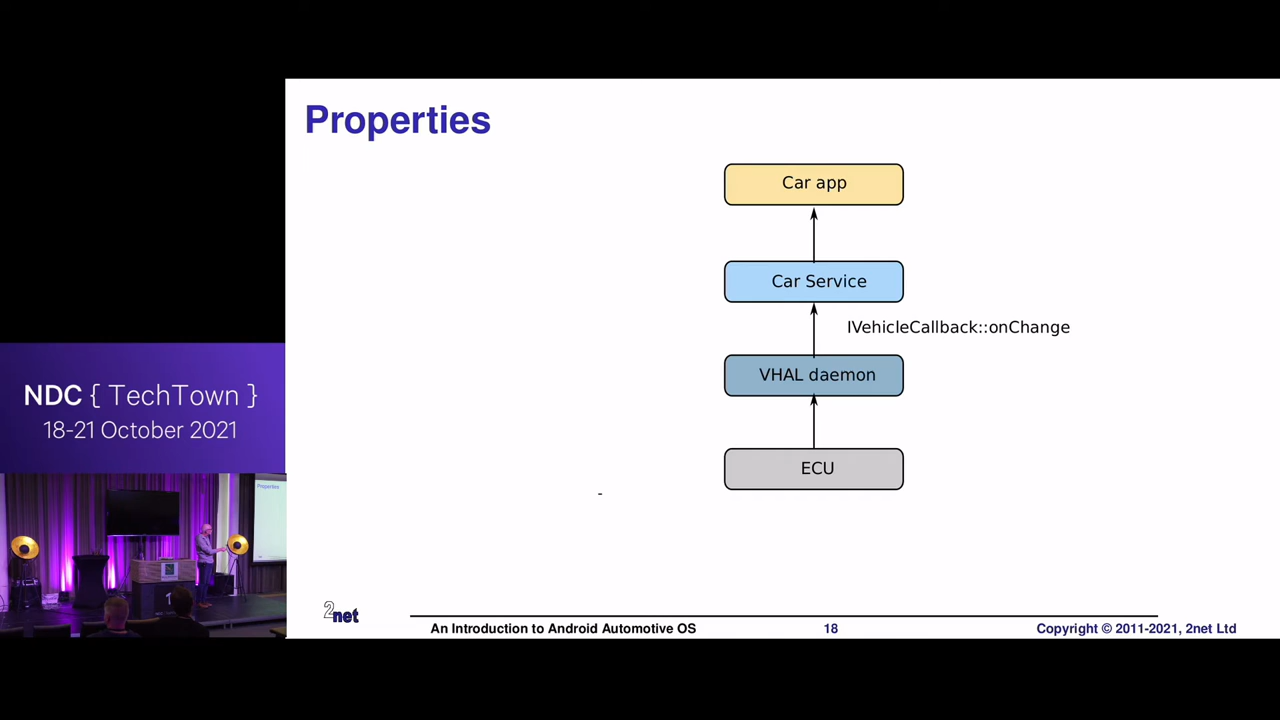 Properties
Car app
Car Service
IVehicleCallback::onChange
VHAL daemon
ECU
-
2net
An Introduction to Android Automotive OS
18
Copyright © 2011-2021, 2net Ltd
NDC { TechTown }
18-21 October 2021
Properties